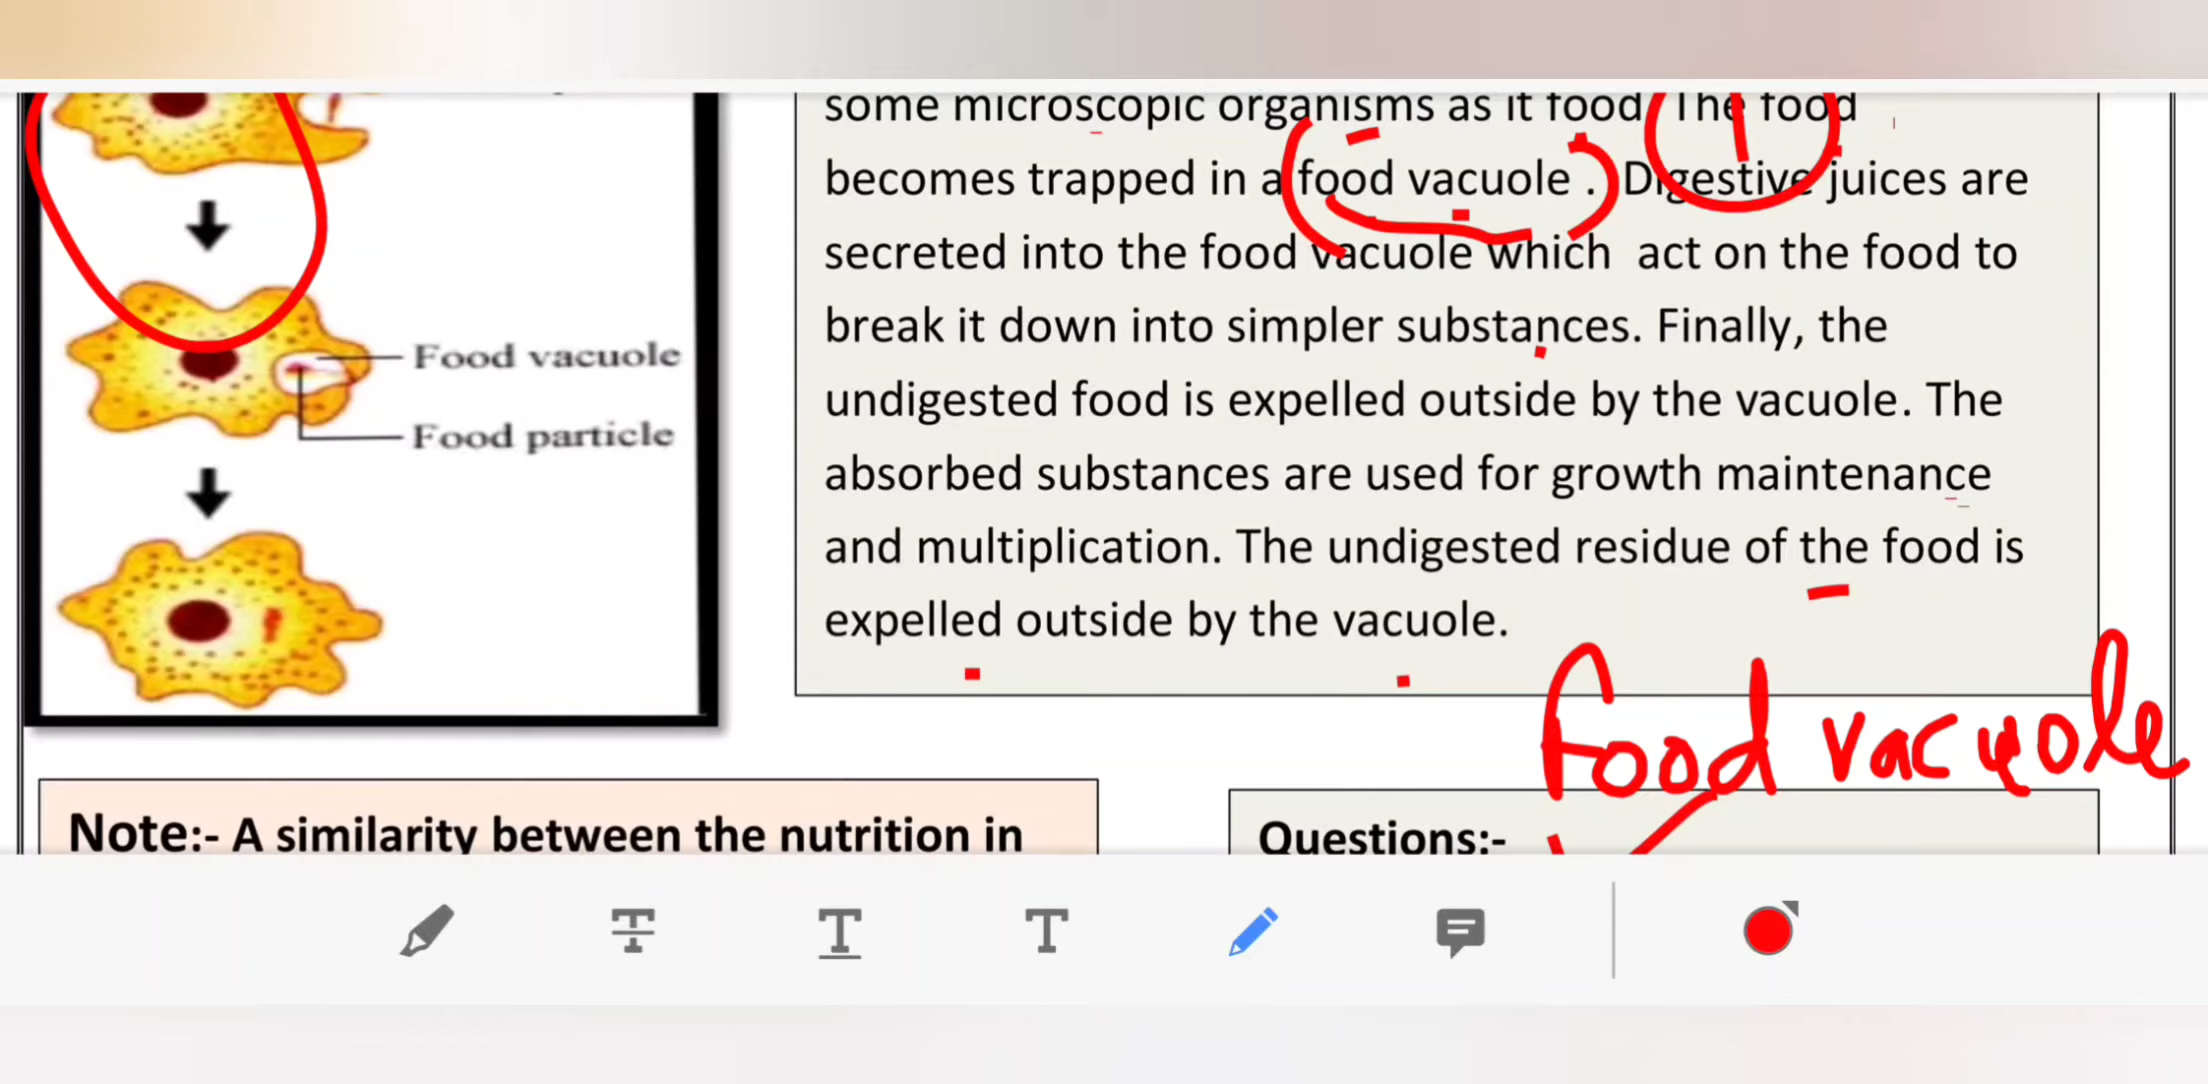 some microscopic organisms as it food The food
becomes trapped in a food vacuole . Digestive juices are
secreted into the food vacuole which act on the food to
break it down into simpler substances. Finally, the
undigested food is expelled outside by the vacuole. The
absorbed substances are used for growth maintenance
and multiplication. The undigested residue of the food is
expelled outside by the vacuole.
1
Food vacuole
Food particle
food vacuole
Note:- A similarity between the nutrition in
Questions:-
T
T
T